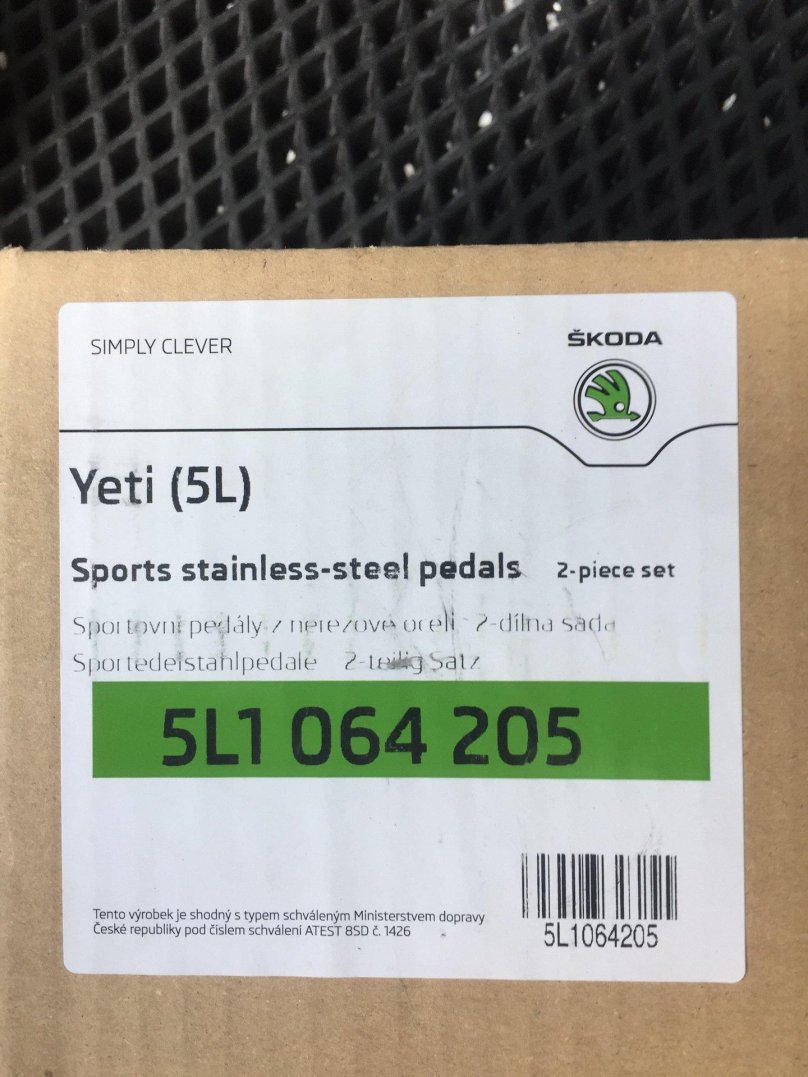 SIMPLY CLEVER
ŠKODA
Yeti (5L)
Sports stainless-steel pedals 2-piece set
Sportovní pedály z nerezové oceli 2-dílna sada
Sportedelstahlpedale 2-teilig Satz
5L1 064 205
Tento výrobek je shodný s typem schváleným Ministerstvem dopravy
České republiky pod číslem schválení ATEST 8SD č. 1426
5L1064205